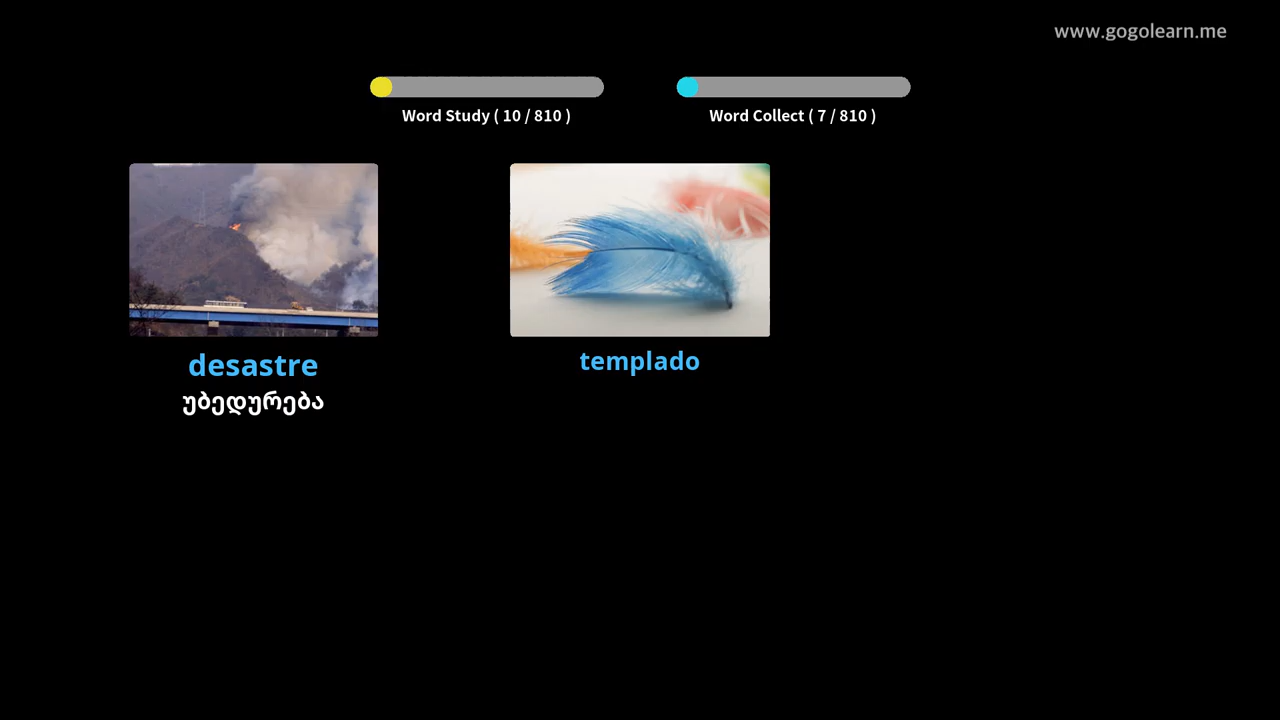 www.gogolearn.me
Word Study ( 10 / 810 )
Word Collect ( 7 / 810 )
desastre
უბედურება
templado